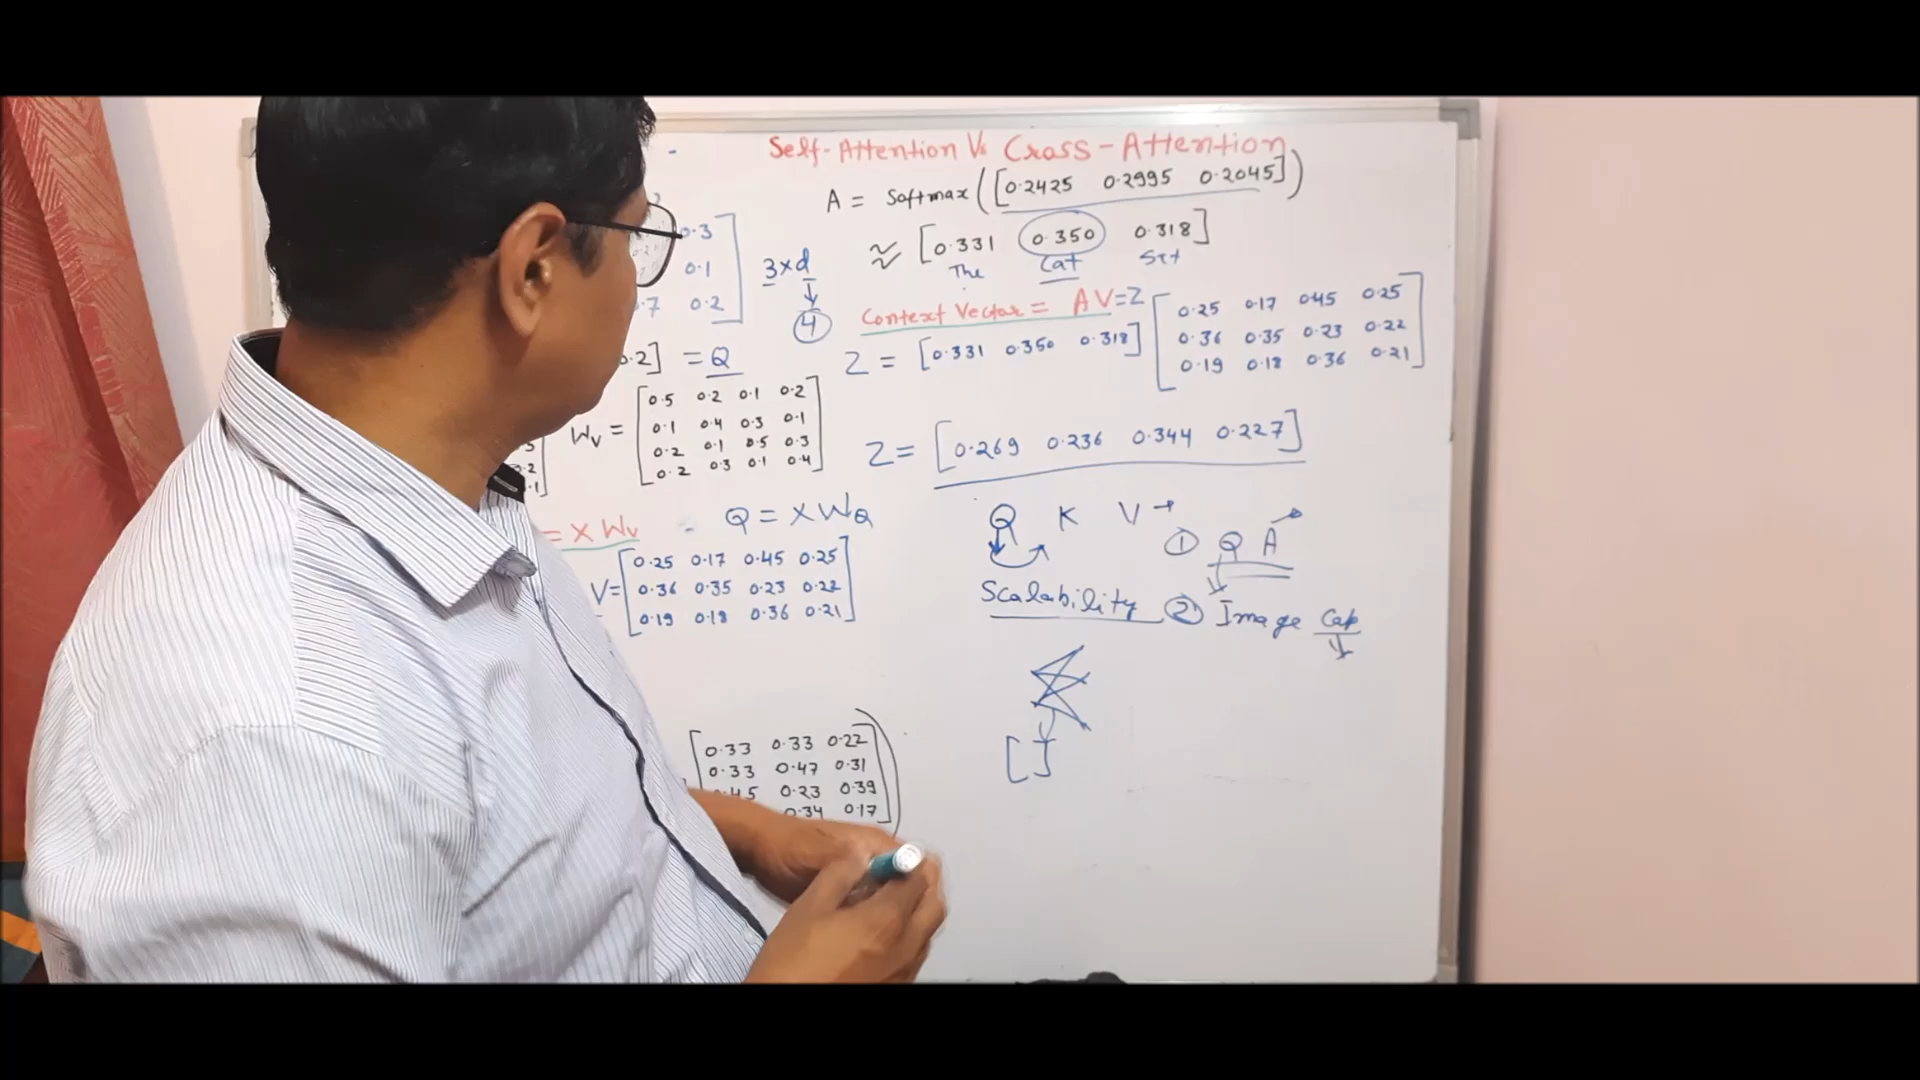 Self-Attention Vs Cross-Attention
A = Softmax ([0.2425 0.2995 0.2045])
≈ [0.331 0.350 0.318]
The Cat Sit
0.3
0.1
0.7 0.2
3×d
4
Context Vector = AV=Z
Z = [0.331 0.350 0.318] [0.25 0.17 0.45 0.25
0.36 0.35 0.23 0.22
0.19 0.18 0.36 0.21]
0.2] = Q
Wv = [0.5 0.2 0.1 0.2
0.1 0.4 0.3 0.1
0.2 0.1 0.5 0.3
0.2 0.3 0.1 0.4]
Z = [0.269 0.236 0.344 0.227]
= X Wv
Q = X WQ
V = [0.25 0.17 0.45 0.25
0.36 0.35 0.23 0.22
0.19 0.18 0.36 0.21]
Q K V →
① Q A
Scalability ② Image Cap
[ ]
[0.33 0.33 0.22
0.33 0.47 0.31
0.45 0.23 0.39
0.34 0.17])